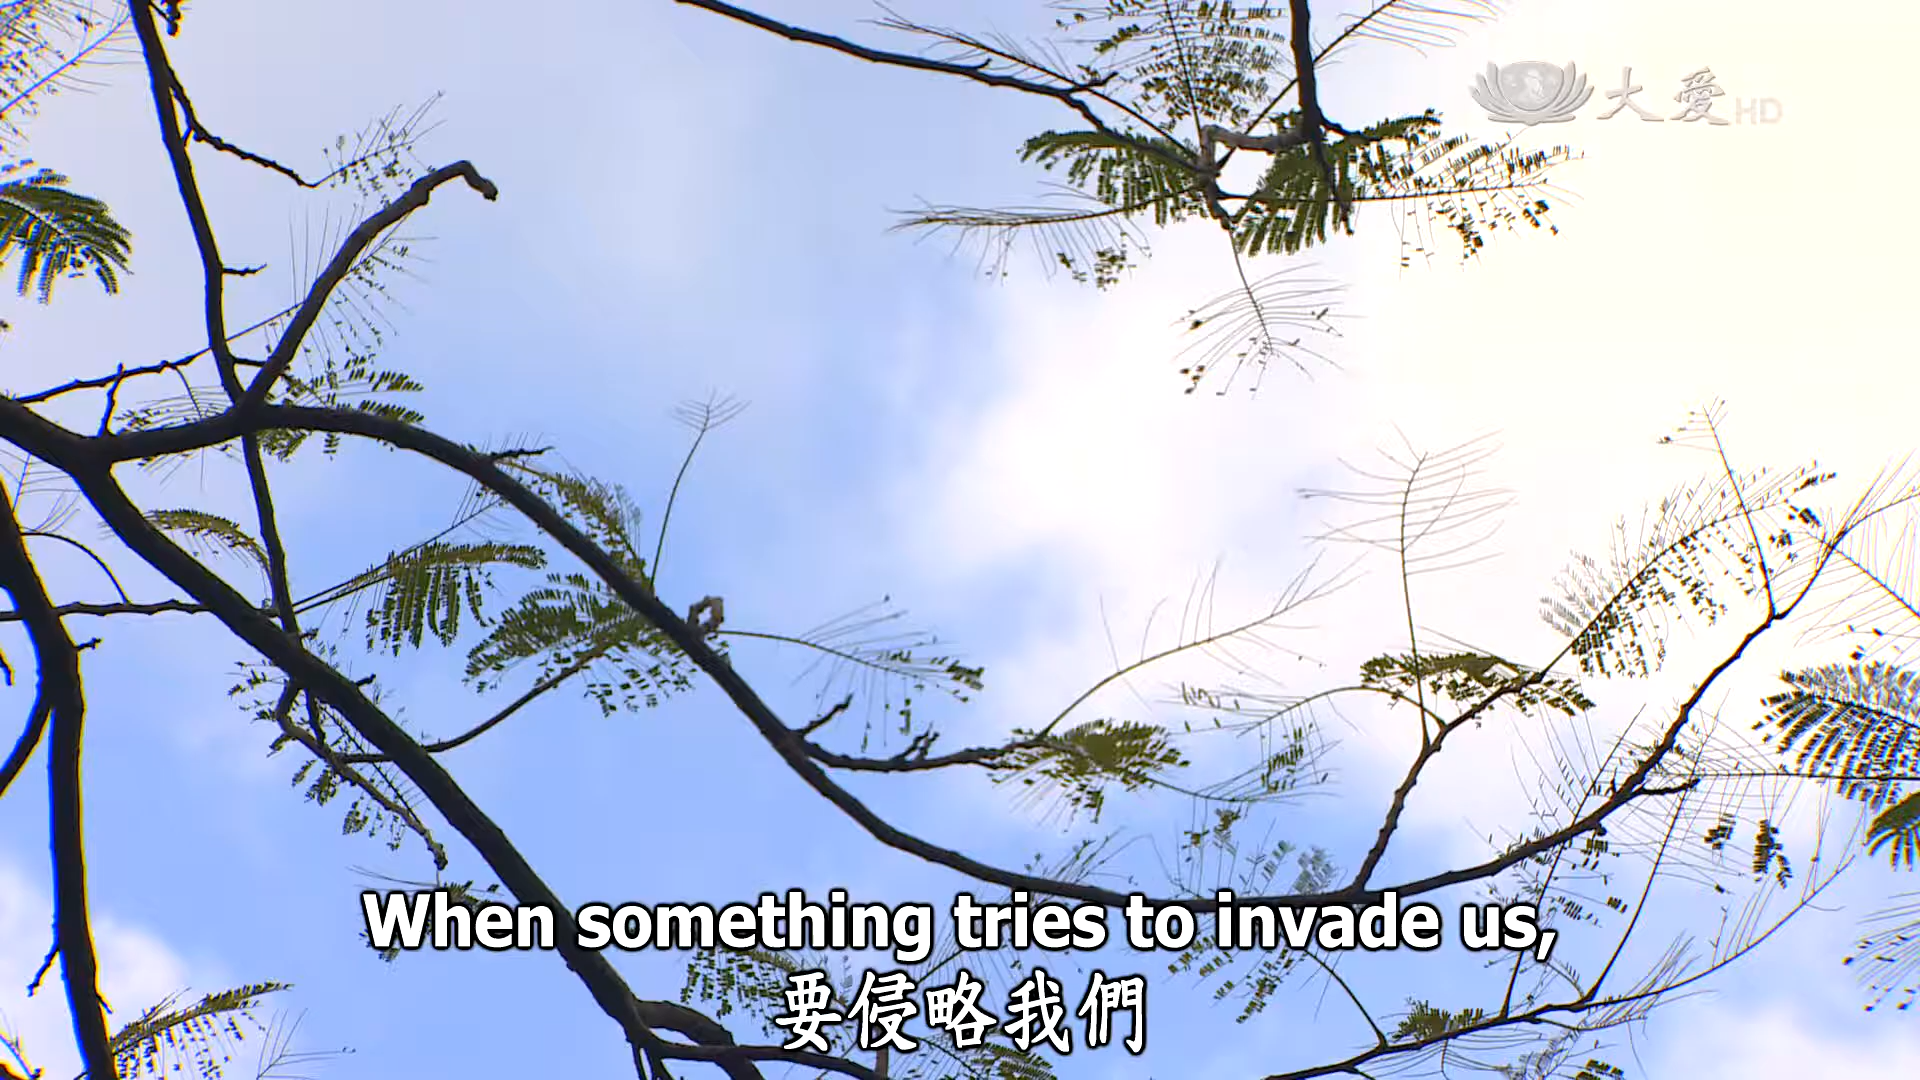 大愛HD
When something tries to invade us,
要侵略我們